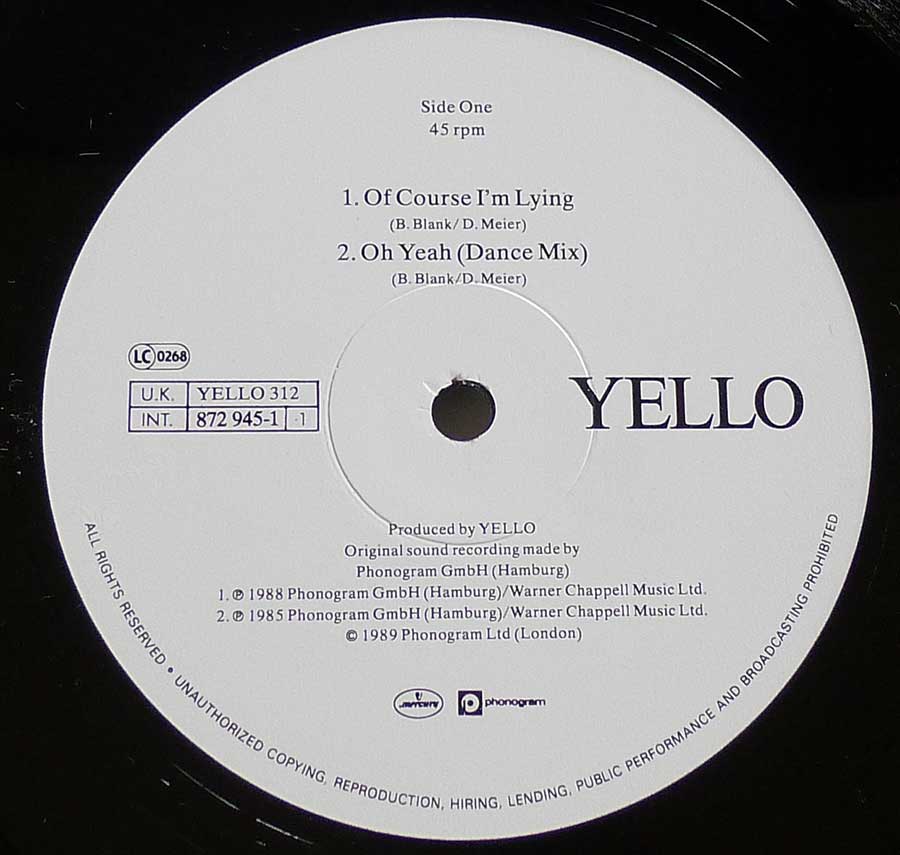 Side One
45 rpm
1. Of Course I'm Lying
(B. Blank/ D. Meier)
2. Oh Yeah (Dance Mix)
(B. Blank/D. Meier)
LC 0268
U.K. YELLO 312
INT. 872 945-1 ·1
YELLO
Produced by YELLO
Original sound recording made by
Phonogram GmbH (Hamburg)
1. ℗ 1988 Phonogram GmbH (Hamburg)/Warner Chappell Music Ltd.
2. ℗ 1985 Phonogram GmbH (Hamburg)/Warner Chappell Music Ltd.
© 1989 Phonogram Ltd (London)
mercury
phonogram
ALL RIGHTS RESERVED • UNAUTHORIZED COPYING, REPRODUCTION, HIRING, LENDING, PUBLIC PERFORMANCE AND BROADCASTING PROHIBITED